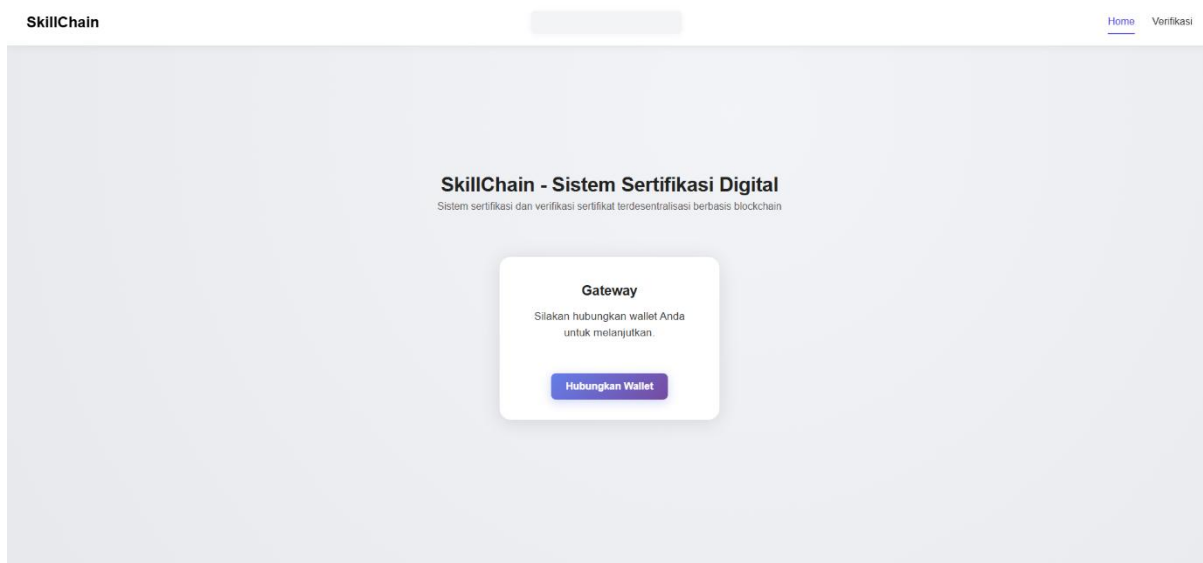 SkillChain
Home
Verifikasi
SkillChain - Sistem Sertifikasi Digital
Sistem sertifikasi dan verifikasi sertifikat terdesentralisasi berbasis blockchain
Gateway
Silakan hubungkan wallet Anda
untuk melanjutkan.
Hubungkan Wallet